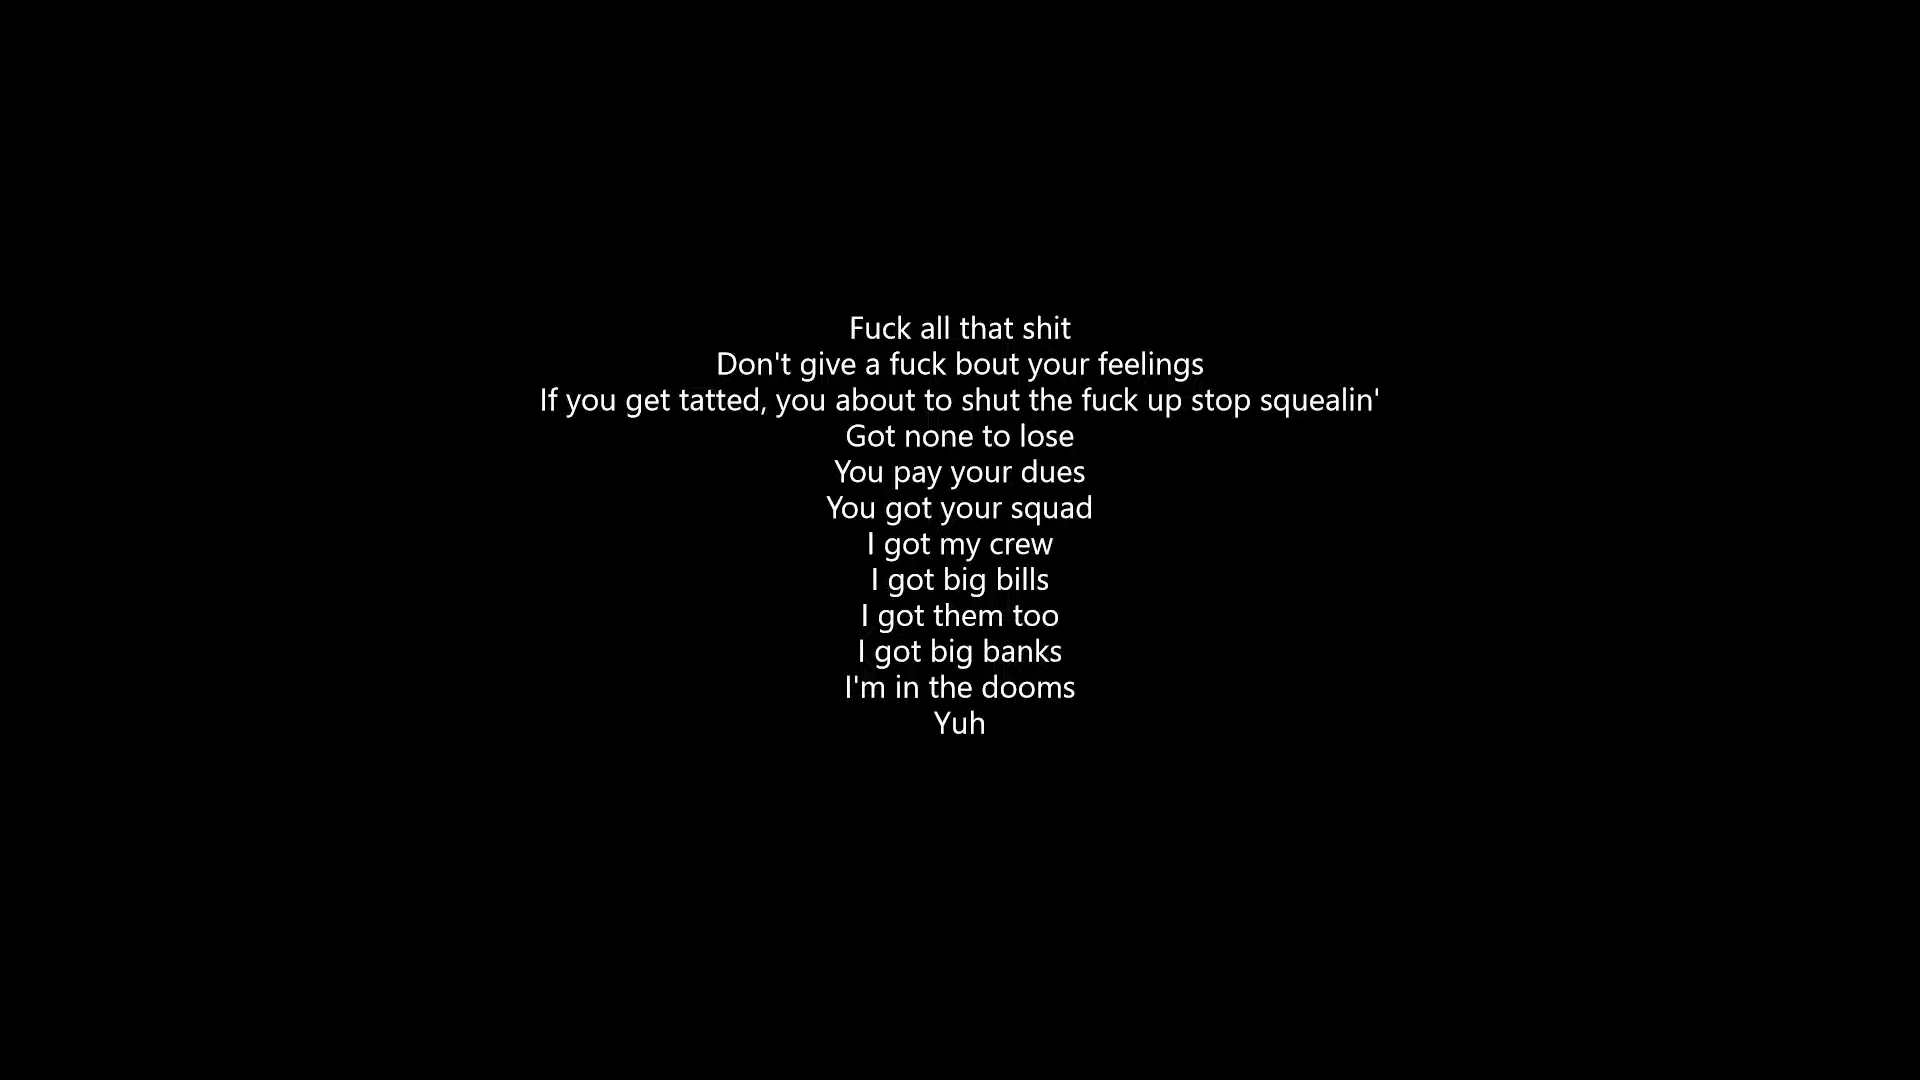 Fuck all that shit
Don't give a fuck bout your feelings
If you get tatted, you about to shut the fuck up stop squealin'
Got none to lose
You pay your dues
You got your squad
I got my crew
I got big bills
I got them too
I got big banks
I'm in the dooms
Yuh